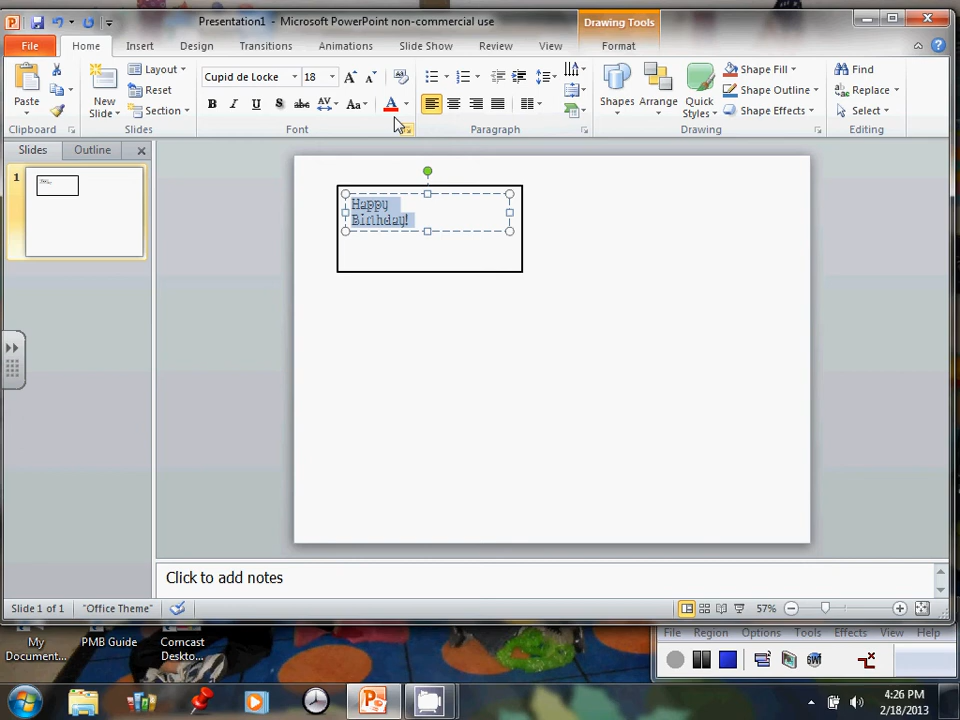 Presentation1 - Microsoft PowerPoint non-commercial use
Drawing Tools
File
Home
Insert
Design
Transitions
Animations
Slide Show
Review
View
Format
Paste
Clipboard
New
Slide
Layout
Reset
Section
Slides
Cupid de Locke
18
Font
Paragraph
Shapes
Arrange
Quick
Styles
Shape Fill
Shape Outline
Shape Effects
Drawing
Find
Replace
Select
Editing
Slides
Outline
1
Happy
Birthday!
Click to add notes
Slide 1 of 1
"Office Theme"
57%
My
Document...
PMB Guide
Comcast
Deskto...
File
Region
Options
Tools
Effects
View
Help
4:26 PM
2/18/2013